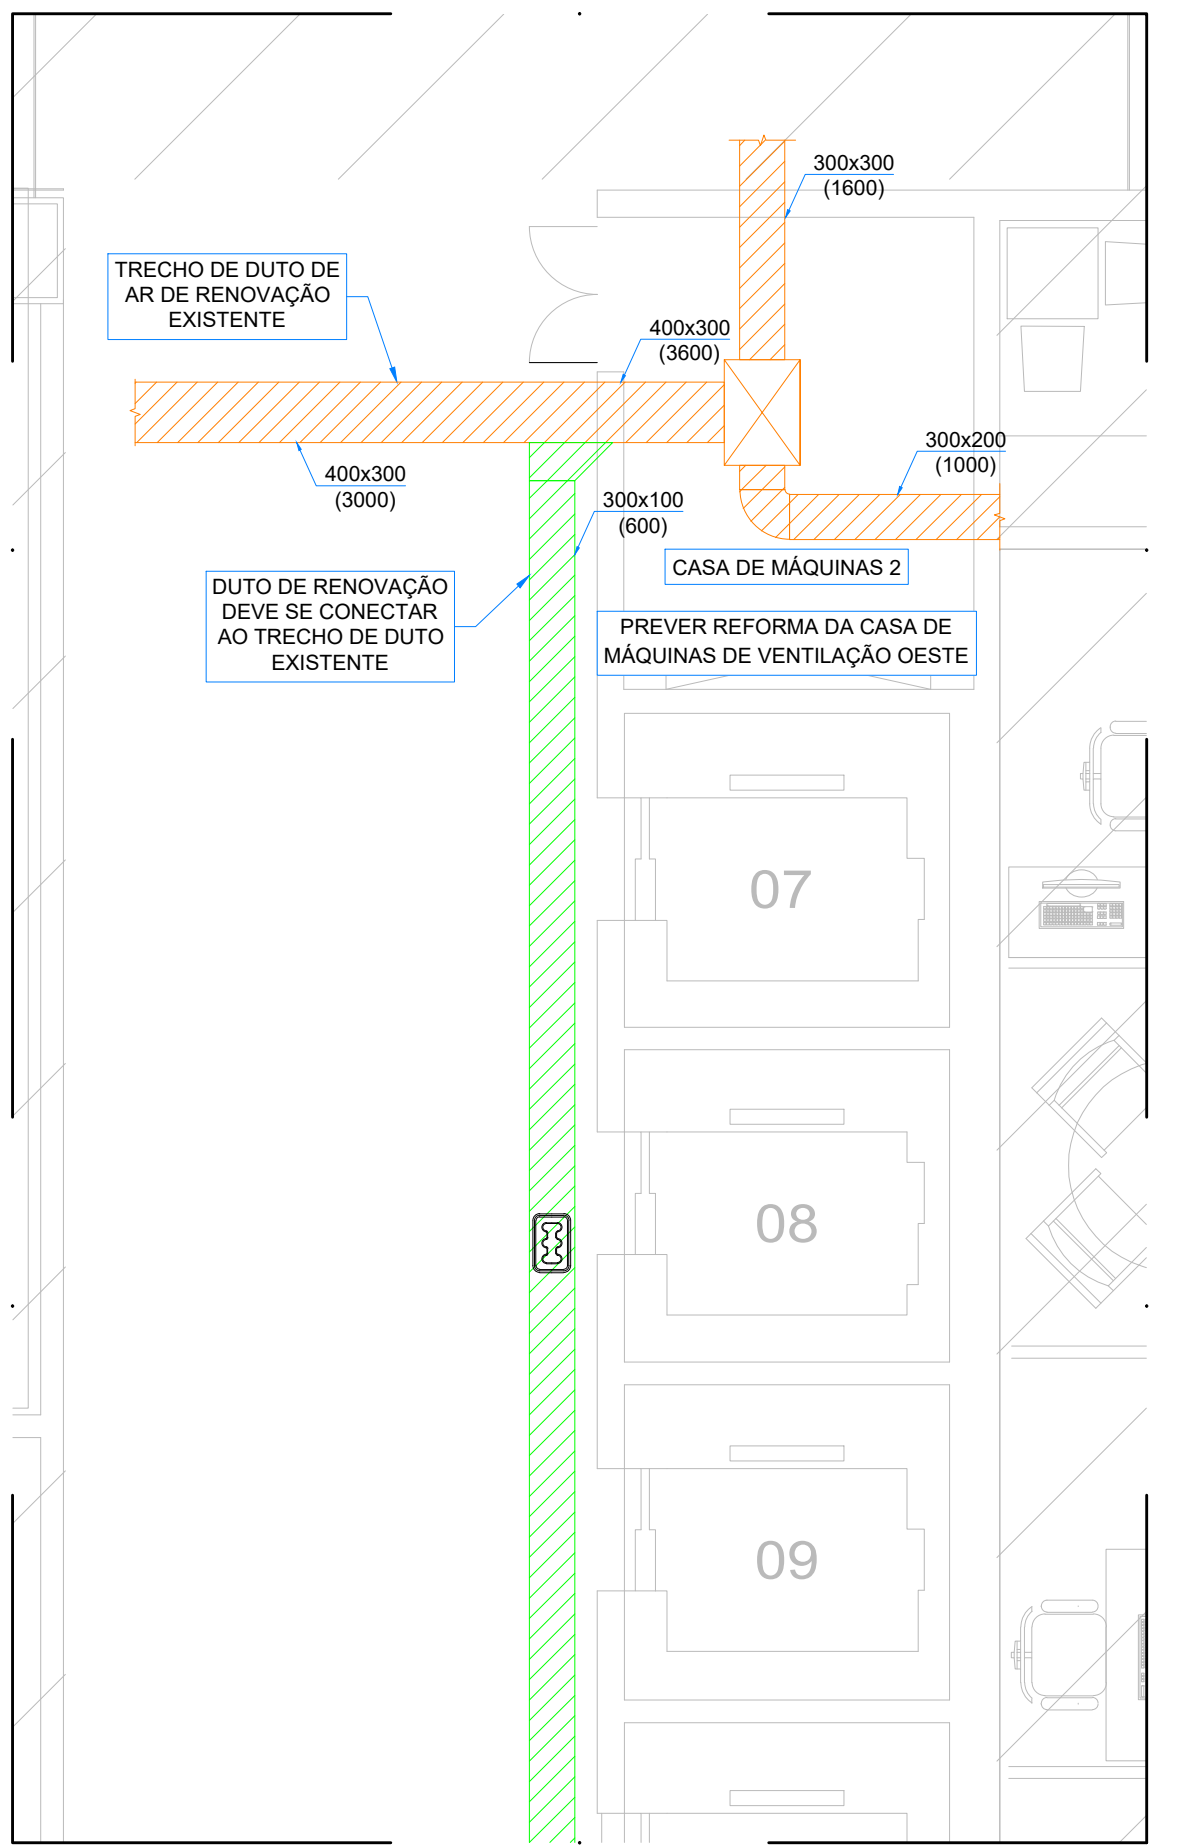 300x300
(1600)
TRECHO DE DUTO DE
AR DE RENOVAÇÃO
EXISTENTE
400x300
(3600)
300x200
(1000)
400x300
(3000)
300x100
(600)
CASA DE MÁQUINAS 2
DUTO DE RENOVAÇÃO
DEVE SE CONECTAR
AO TRECHO DE DUTO
EXISTENTE
PREVER REFORMA DA CASA DE
MÁQUINAS DE VENTILAÇÃO OESTE
07
08
09